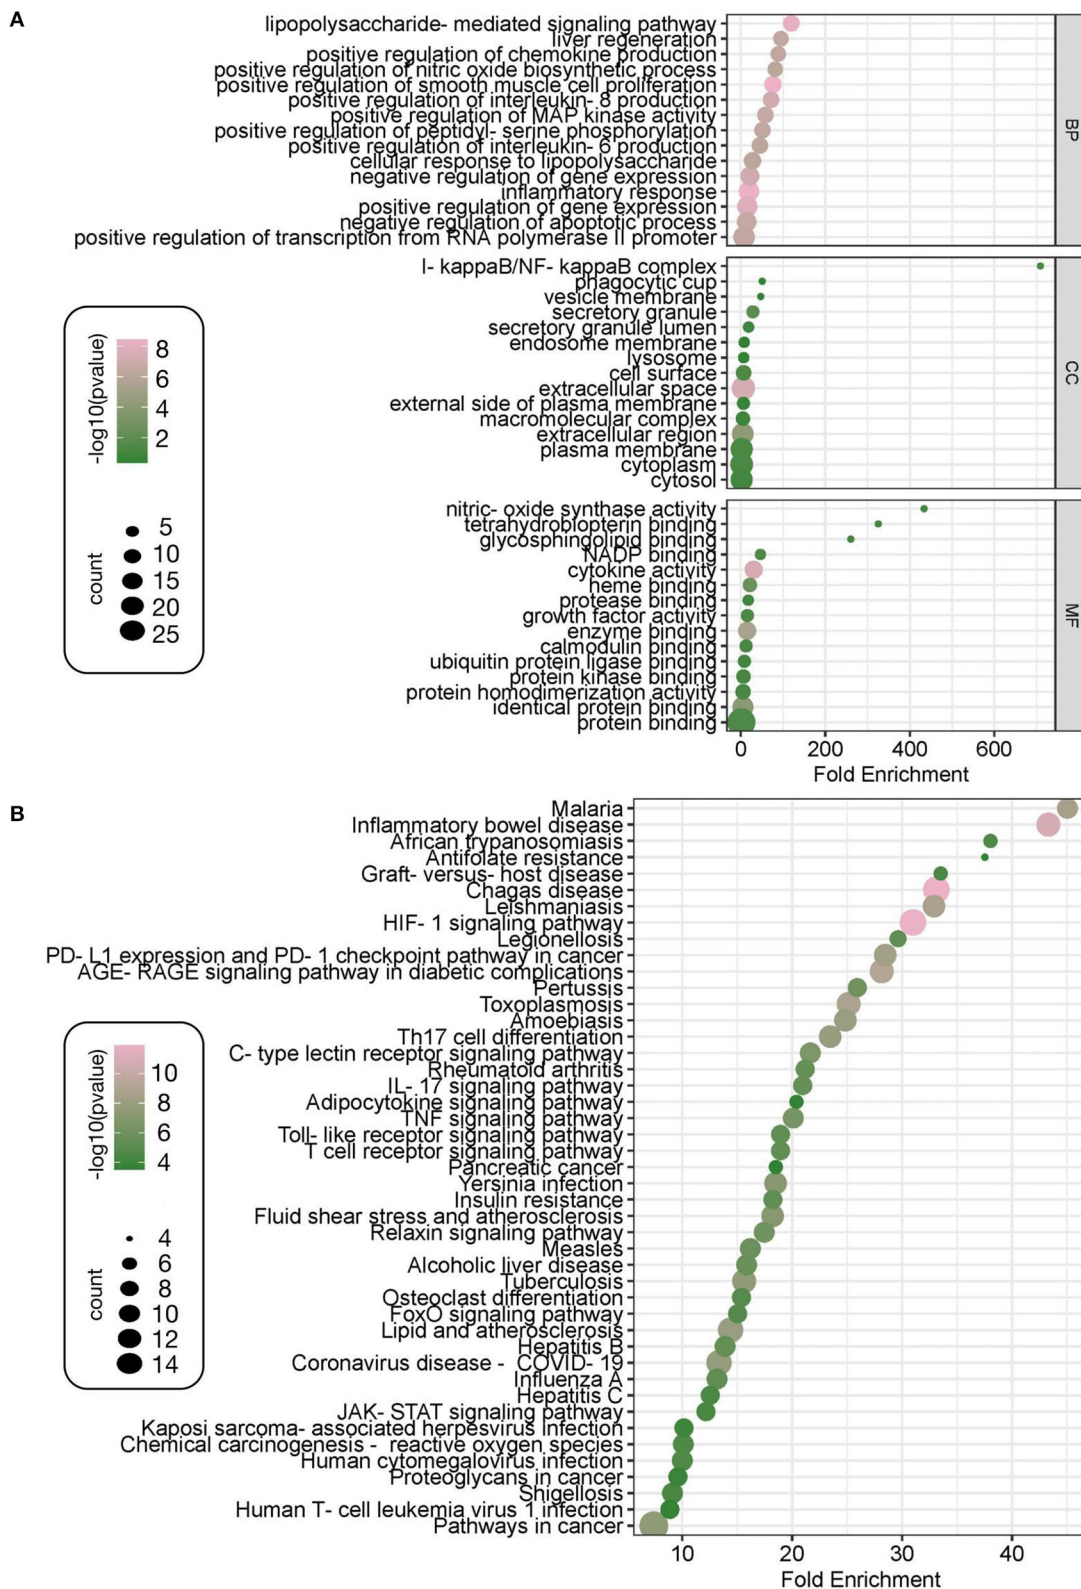 A
lipopolysaccharide- mediated signaling pathway
liver regeneration
positive regulation of chemokine production
positive regulation of nitric oxide biosynthetic process
positive regulation of smooth muscle cell proliferation
positive regulation of interleukin- 8 production
positive regulation of MAP kinase activity
positive regulation of peptidyl- serine phosphorylation
positive regulation of interleukin- 6 production
cellular response to lipopolysaccharide
negative regulation of gene expression
inflammatory response
positive regulation of gene expression
negative regulation of apoptotic process
positive regulation of transcription from RNA polymerase II promoter
BP
I- kappaB/NF- kappaB complex
phagocytic cup
vesicle membrane
secretory granule
secretory granule lumen
endosome membrane
lysosome
cell surface
extracellular space
external side of plasma membrane
macromolecular complex
extracellular region
plasma membrane
cytoplasm
cytosol
CC
nitric- oxide synthase activity
tetrahydrobiopterin binding
glycosphingolipid binding
NADP binding
cytokine activity
heme binding
protease binding
growth factor activity
enzyme binding
calmodulin binding
ubiquitin protein ligase binding
protein kinase binding
protein homodimerization activity
identical protein binding
protein binding
MF
0 200 400 600
Fold Enrichment
-log10(pvalue)
8
6
4
2
count
5
10
15
20
25
B
Malaria
Inflammatory bowel disease
African trypanosomiasis
Antifolate resistance
Graft- versus- host disease
Chagas disease
Leishmaniasis
HIF- 1 signaling pathway
Legionellosis
PD- L1 expression and PD- 1 checkpoint pathway in cancer
AGE- RAGE signaling pathway in diabetic complications
Pertussis
Toxoplasmosis
Amoebiasis
Th17 cell differentiation
C- type lectin receptor signaling pathway
Rheumatoid arthritis
IL- 17 signaling pathway
Adipocytokine signaling pathway
TNF signaling pathway
Toll- like receptor signaling pathway
T cell receptor signaling pathway
Pancreatic cancer
Yersinia infection
Insulin resistance
Fluid shear stress and atherosclerosis
Relaxin signaling pathway
Measles
Alcoholic liver disease
Tuberculosis
Osteoclast differentiation
FoxO signaling pathway
Lipid and atherosclerosis
Hepatitis B
Coronavirus disease - COVID- 19
Influenza A
Hepatitis C
JAK- STAT signaling pathway
Kaposi sarcoma- associated herpesvirus infection
Chemical carcinogenesis - reactive oxygen species
Human cytomegalovirus infection
Proteoglycans in cancer
Shigellosis
Human T- cell leukemia virus 1 infection
Pathways in cancer
10 20 30 40
Fold Enrichment
-log10(pvalue)
10
8
6
4
count
4
6
8
10
12
14